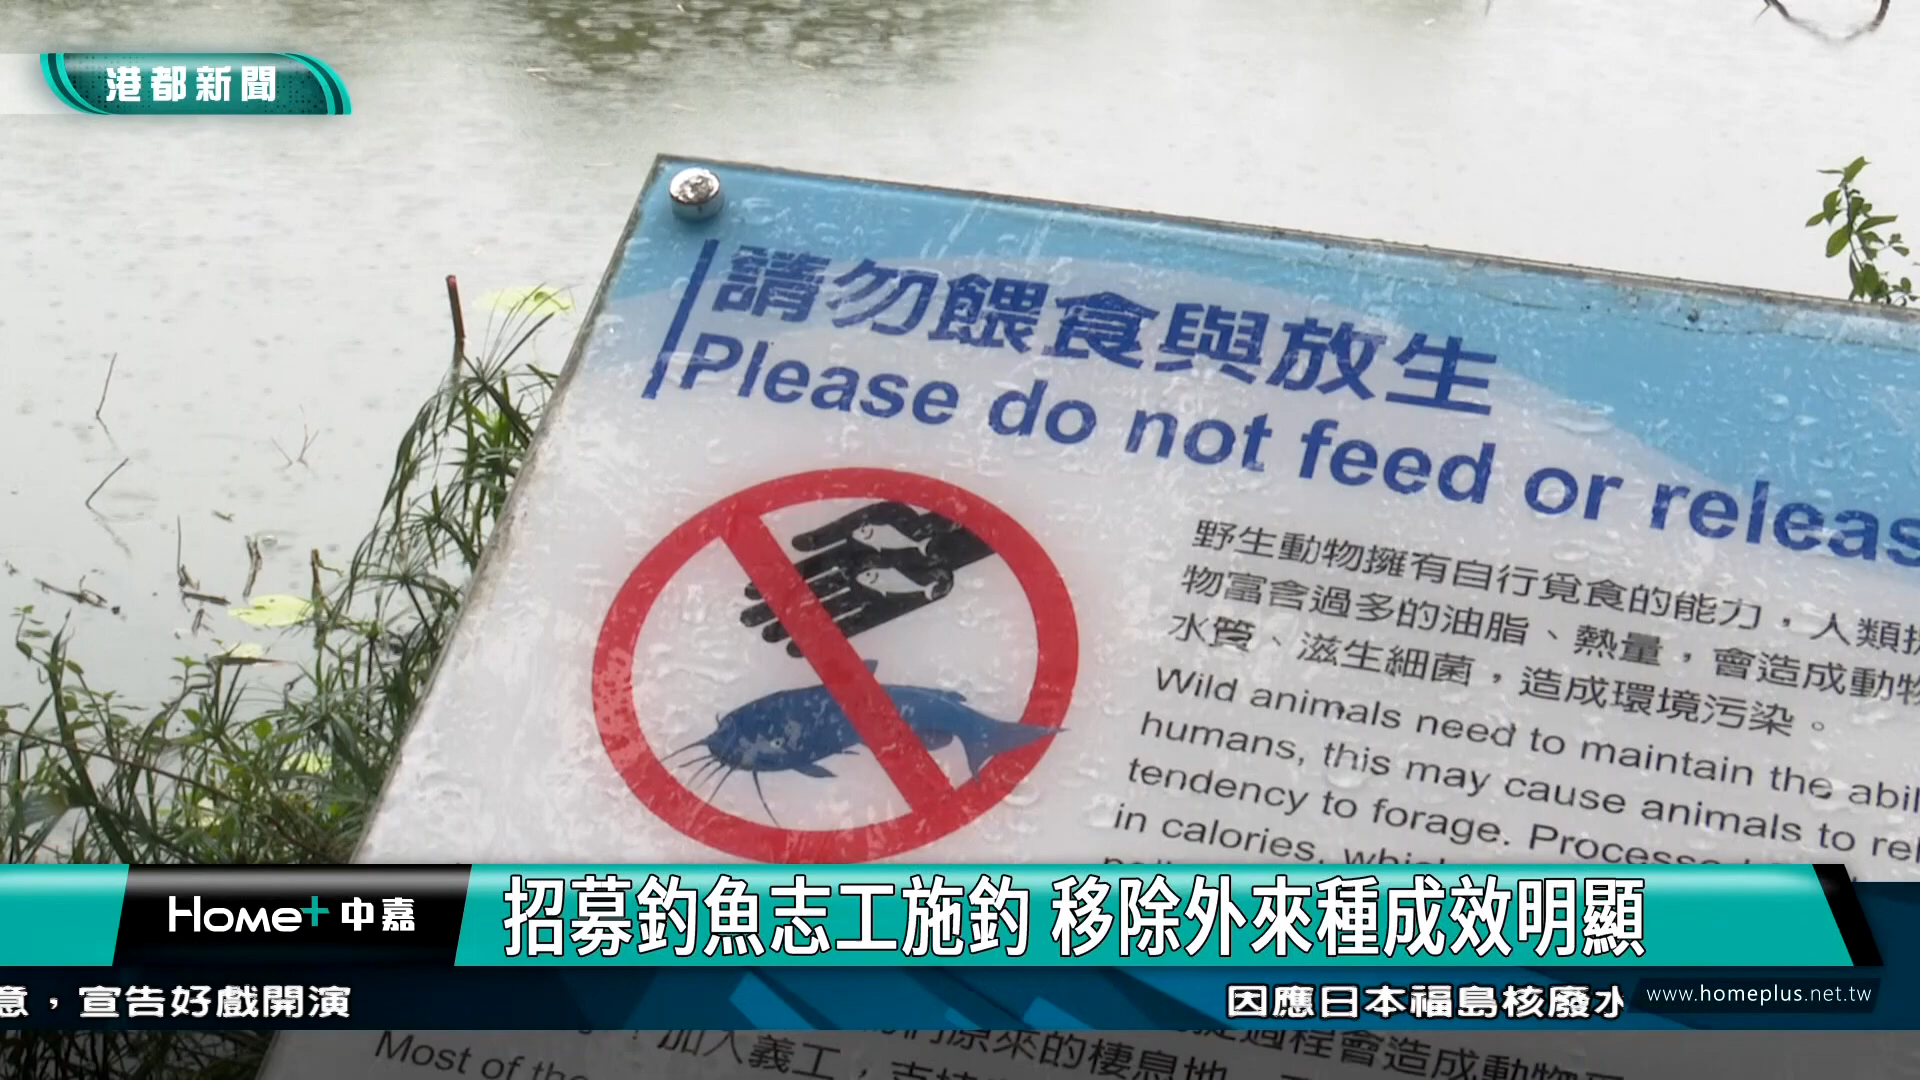 港都新聞
請勿餵食與放生
Please do not feed or releas
野生動物擁有自行覓食的能力，人類
物富含過多的油脂、熱量，會造成動物
水質、滋生細菌，造成環境污染。
Wild animals need to maintain the abil
humans, this may cause animals to rel
tendency to forage. Processed
in calories, which
Home+ 中嘉
招募釣魚志工施釣 移除外來種成效明顯
意，宣告好戲開演
因應日本福島核廢水
www.homeplus.net.tw
加入義工，
原來的棲息地
過程會造成動物
Most of the